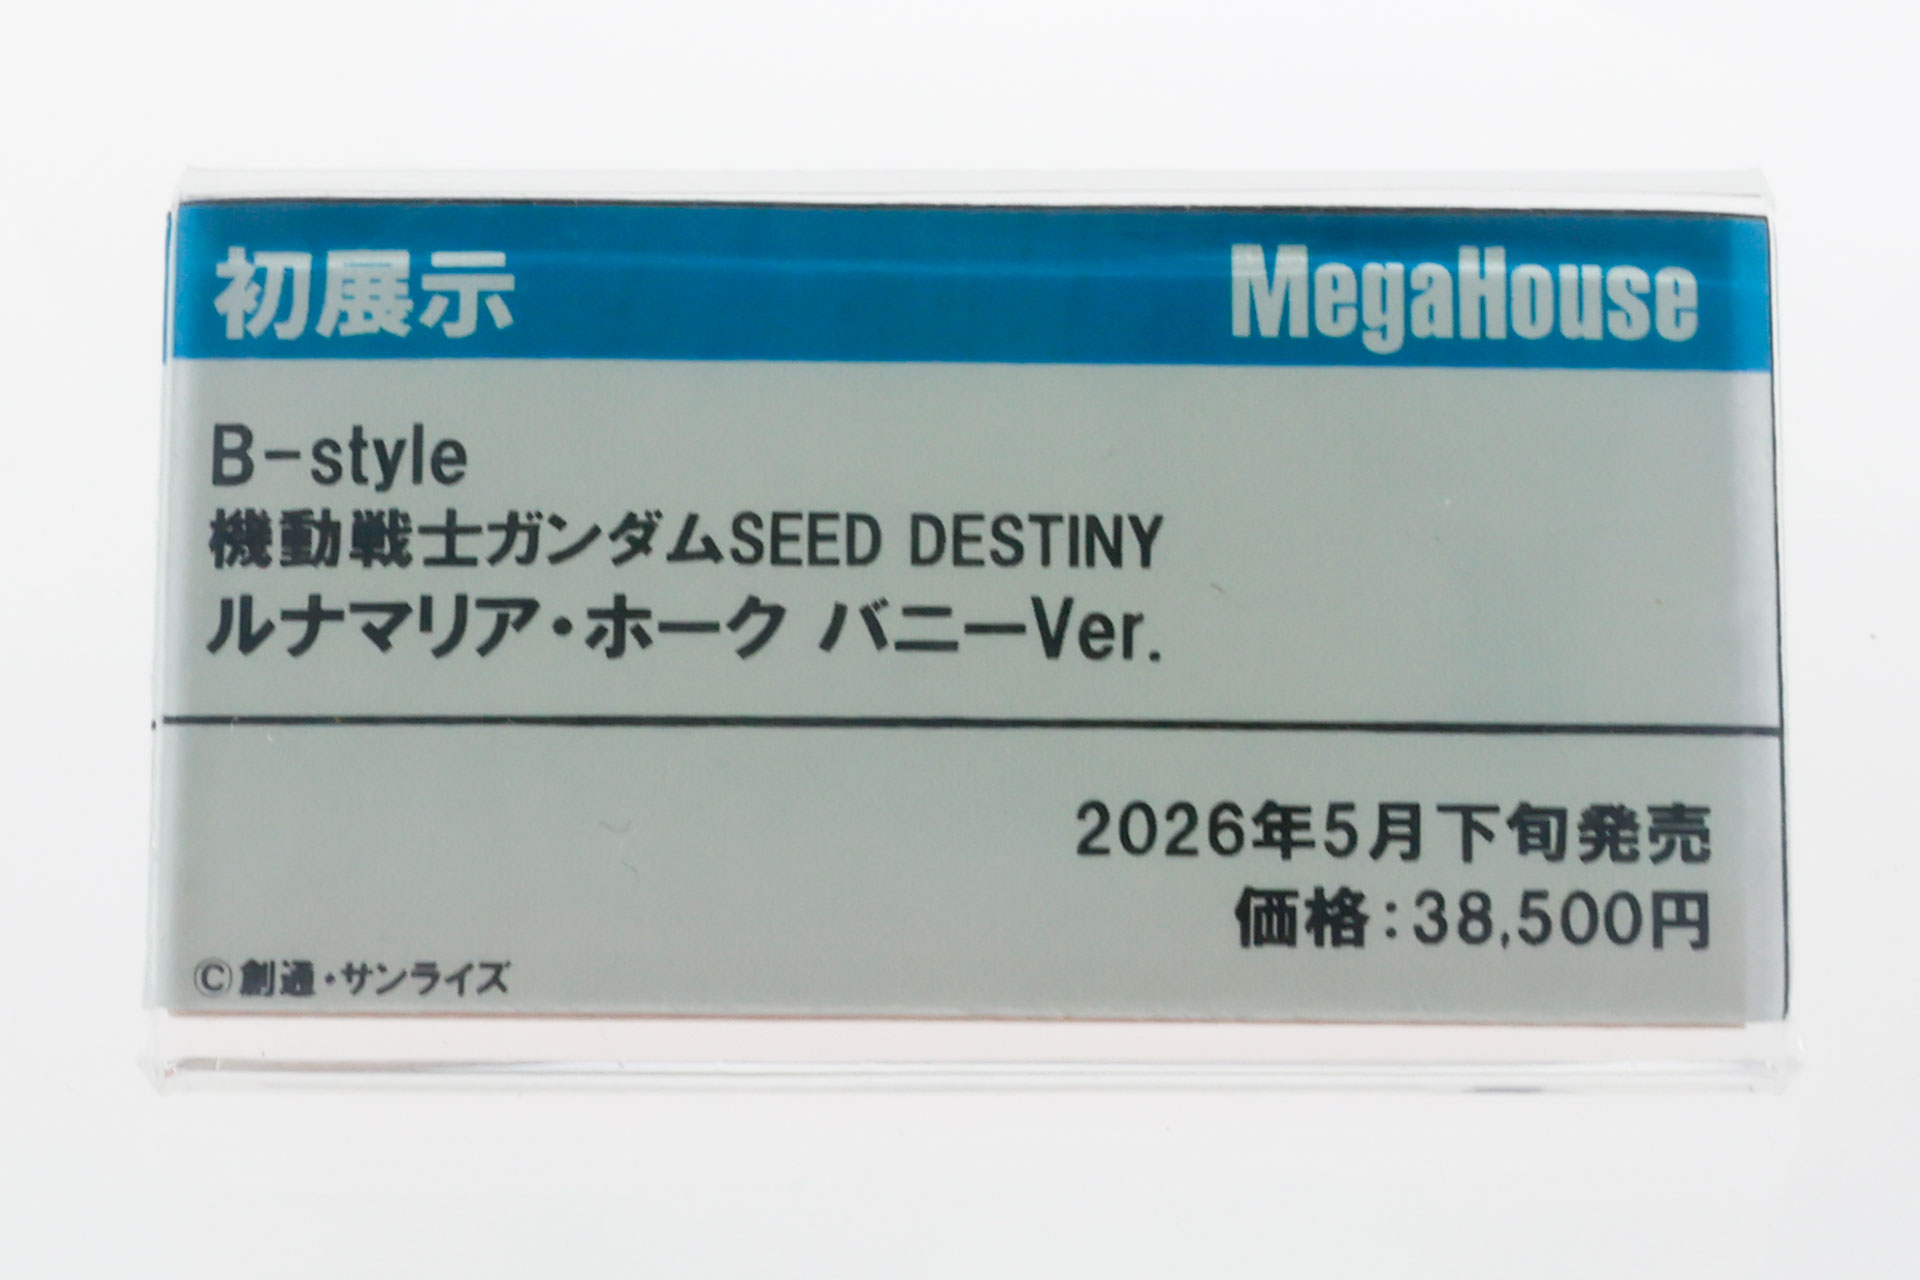 初展示 MegaHouse
B-style
機動戦士ガンダムSEED DESTINY
ルナマリア・ホーク バニーVer.
2026年5月下旬発売
価格：38,500円
©創通・サンライズ